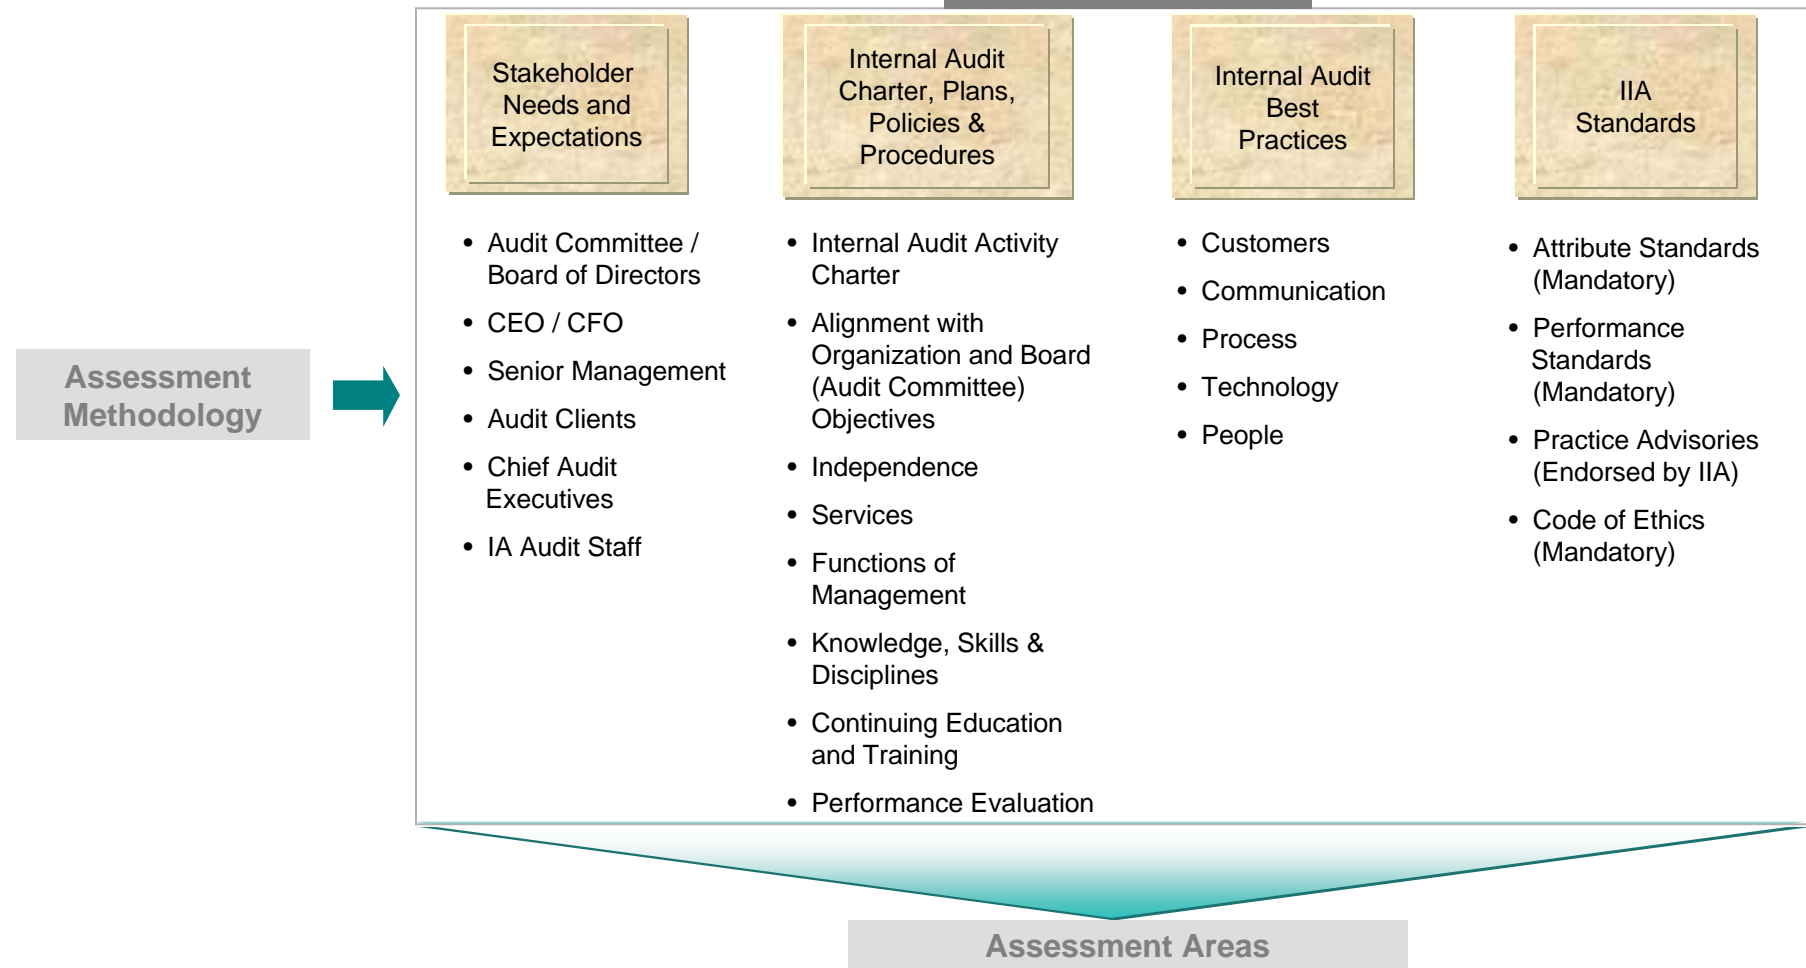 Stakeholder
Needs and
Expectations
Internal Audit
Charter, Plans,
Policies &
Procedures
Internal Audit
Best
Practices
IIA
Standards
• Audit Committee /
Board of Directors
• CEO / CFO
• Senior Management
• Audit Clients
• Chief Audit
Executives
• IA Audit Staff
• Internal Audit Activity
Charter
• Alignment with
Organization and Board
(Audit Committee)
Objectives
• Independence
• Services
• Functions of
Management
• Knowledge, Skills &
Disciplines
• Continuing Education
and Training
• Performance Evaluation
• Customers
• Communication
• Process
• Technology
• People
• Attribute Standards
(Mandatory)
• Performance
Standards
(Mandatory)
• Practice Advisories
(Endorsed by IIA)
• Code of Ethics
(Mandatory)
Assessment
Methodology
Assessment Areas